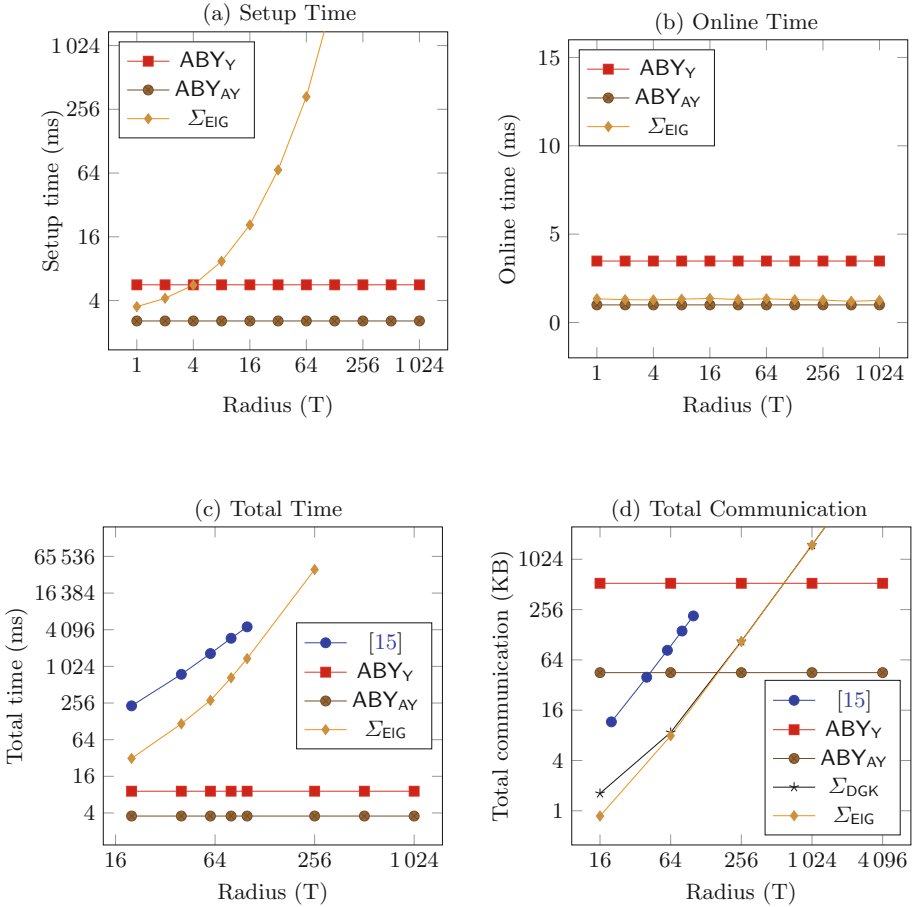 (a) Setup Time
1 024
256
64
16
4
Setup time (ms)
ABY_Y
ABY_AY
Σ_EIG
1 4 16 64 256 1 024
Radius (T)
(b) Online Time
15
10
5
0
Online time (ms)
ABY_Y
ABY_AY
Σ_EIG
1 4 16 64 256 1 024
Radius (T)
(c) Total Time
65 536
16 384
4 096
1 024
256
64
16
4
Total time (ms)
[15]
ABY_Y
ABY_AY
Σ_EIG
16 64 256 1 024
Radius (T)
(d) Total Communication
1024
256
64
16
4
1
Total communication (KB)
[15]
ABY_Y
ABY_AY
Σ_DGK
Σ_EIG
16 64 256 1 024 4 096
Radius (T)